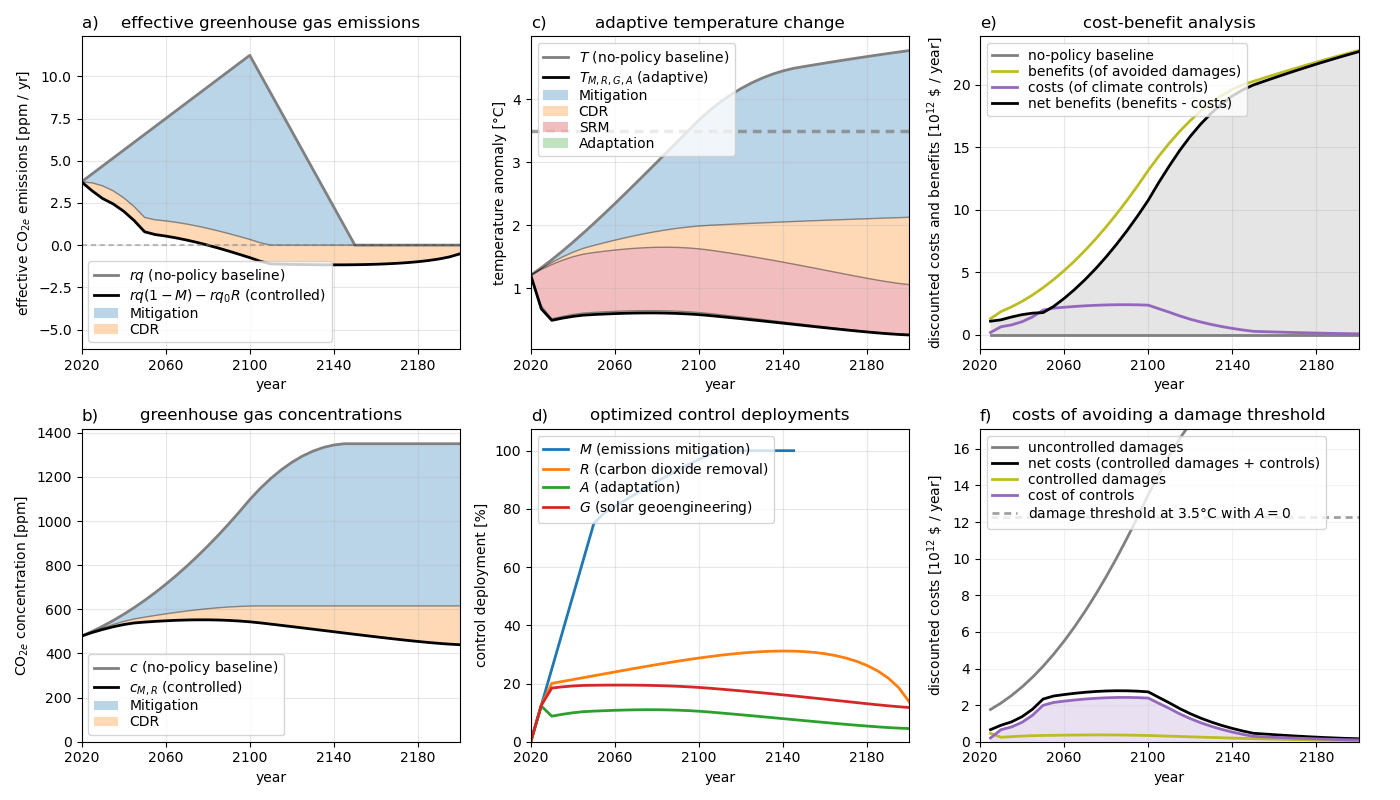 a) effective greenhouse gas emissions
effective CO2e emissions [ppm / yr]
10.0
7.5
5.0
2.5
0.0
−2.5
−5.0
rq (no-policy baseline)
rq(1 − M) − rq0R (controlled)
Mitigation
CDR
2020 2060 2100 2140 2180
year
c) adaptive temperature change
temperature anomaly [°C]
4
3
2
1
T (no-policy baseline)
TM,R,G,A (adaptive)
Mitigation
CDR
SRM
Adaptation
2020 2060 2100 2140 2180
year
e) cost-benefit analysis
discounted costs and benefits [10^12 $ / year]
20
15
10
5
0
no-policy baseline
benefits (of avoided damages)
costs (of climate controls)
net benefits (benefits - costs)
2020 2060 2100 2140 2180
year
b) greenhouse gas concentrations
CO2e concentration [ppm]
1400
1200
1000
800
600
400
200
0
c (no-policy baseline)
cM,R (controlled)
Mitigation
CDR
2020 2060 2100 2140 2180
year
d) optimized control deployments
control deployment [%]
100
80
60
40
20
0
M (emissions mitigation)
R (carbon dioxide removal)
A (adaptation)
G (solar geoengineering)
2020 2060 2100 2140 2180
year
f) costs of avoiding a damage threshold
discounted costs [10^12 $ / year]
16
14
12
10
8
6
4
2
0
uncontrolled damages
net costs (controlled damages + controls)
controlled damages
cost of controls
damage threshold at 3.5°C with A = 0
2020 2060 2100 2140 2180
year